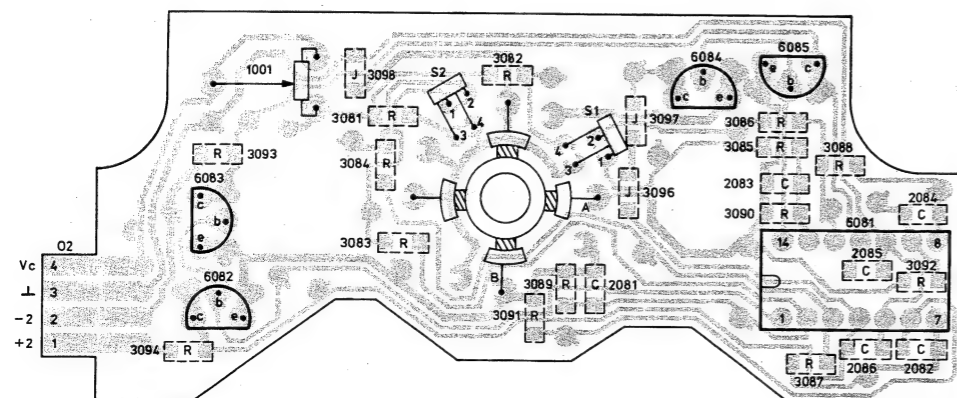 1001
J
3098
S2
1
2
3
4
3082
R
6084
b
c
e
6085
e
c
b
3081
R
S1
4
2
3
1
J
3097
3086
R
3085
R
3088
R
3093
R
3084
R
6083
c
b
e
A
J
3096
2083
C
3090
R
2084
C
3083
R
02
Vc 4
⊥ 3
-2 2
+2 1
6081
14
8
2085
C
3092
R
1
7
B
6082
b
c
e
3089
R
C
2081
3091
R
3094
R
R
3087
C
2086
C
2082